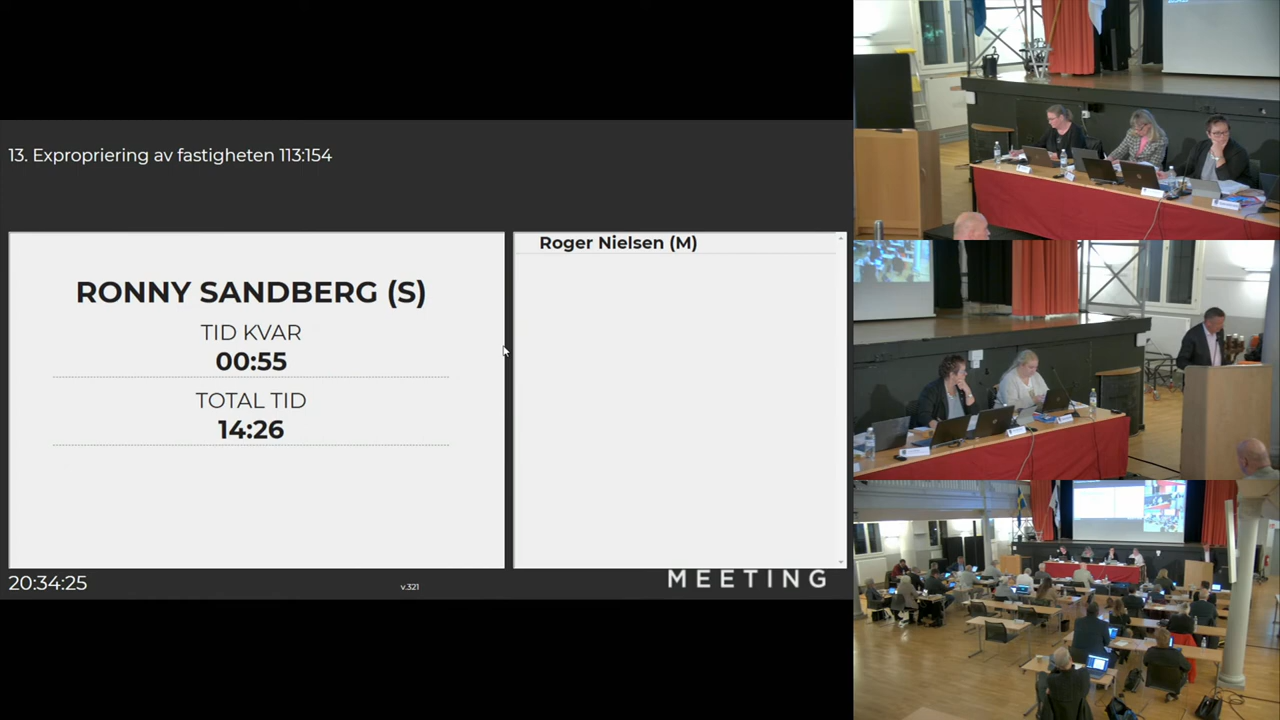 13. Expropriering av fastigheten 113:154
RONNY SANDBERG (S)
TID KVAR
00:55
TOTAL TID
14:26
Roger Nielsen (M)
20:34:25
v.321
MEETING